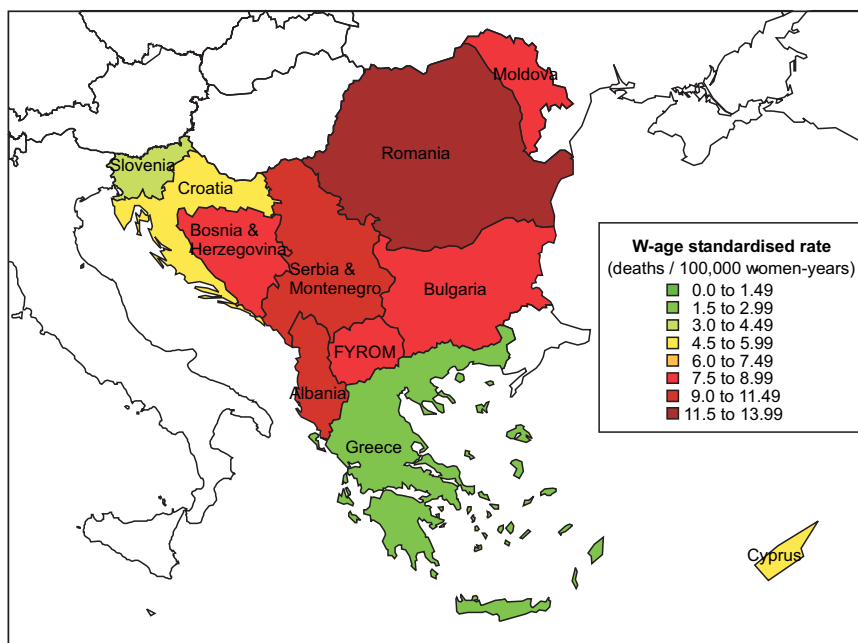 Moldova
Romania
Slovenia
Croatia
Bosnia &
Herzegovina
Serbia &
Montenegro
Bulgaria
FYROM
Albania
Greece
Cyprus
W-age standardised rate
(deaths / 100,000 women-years)
0.0 to 1.49
1.5 to 2.99
3.0 to 4.49
4.5 to 5.99
6.0 to 7.49
7.5 to 8.99
9.0 to 11.49
11.5 to 13.99